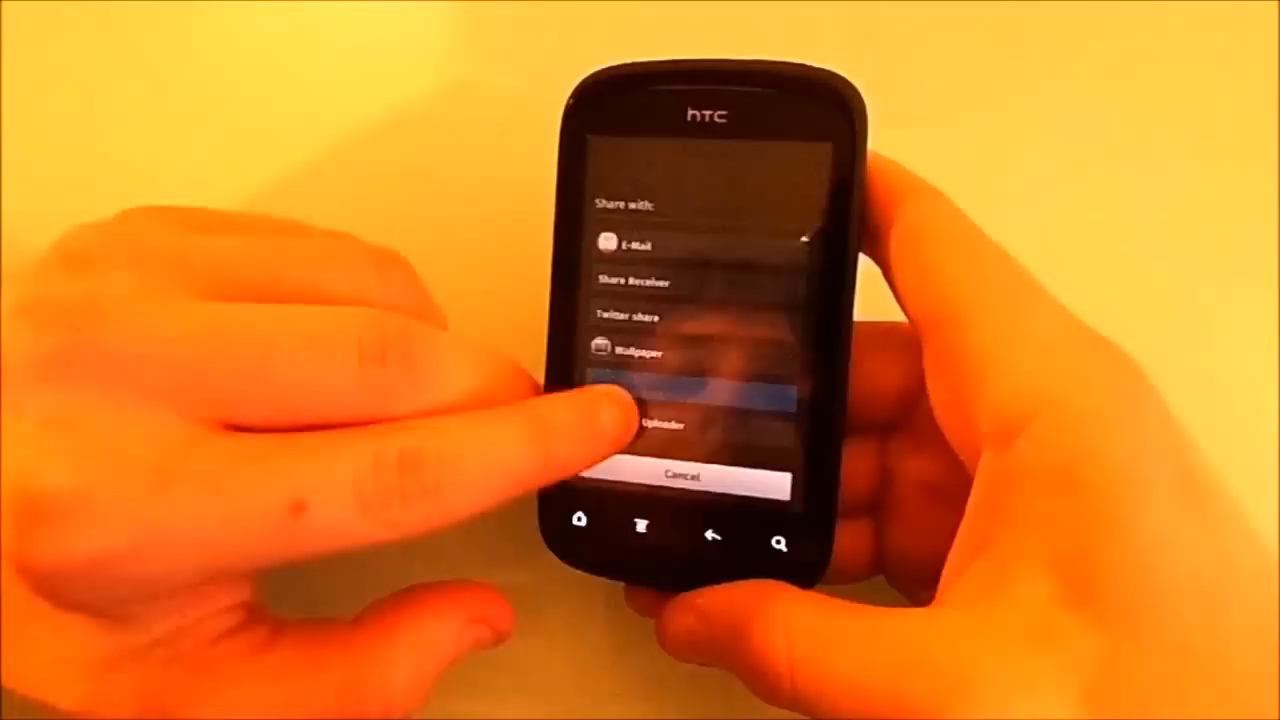 hTC
Share with:
E-Mail
Share Receiver
Twitter share
Wallpaper
Uploader
Cancel